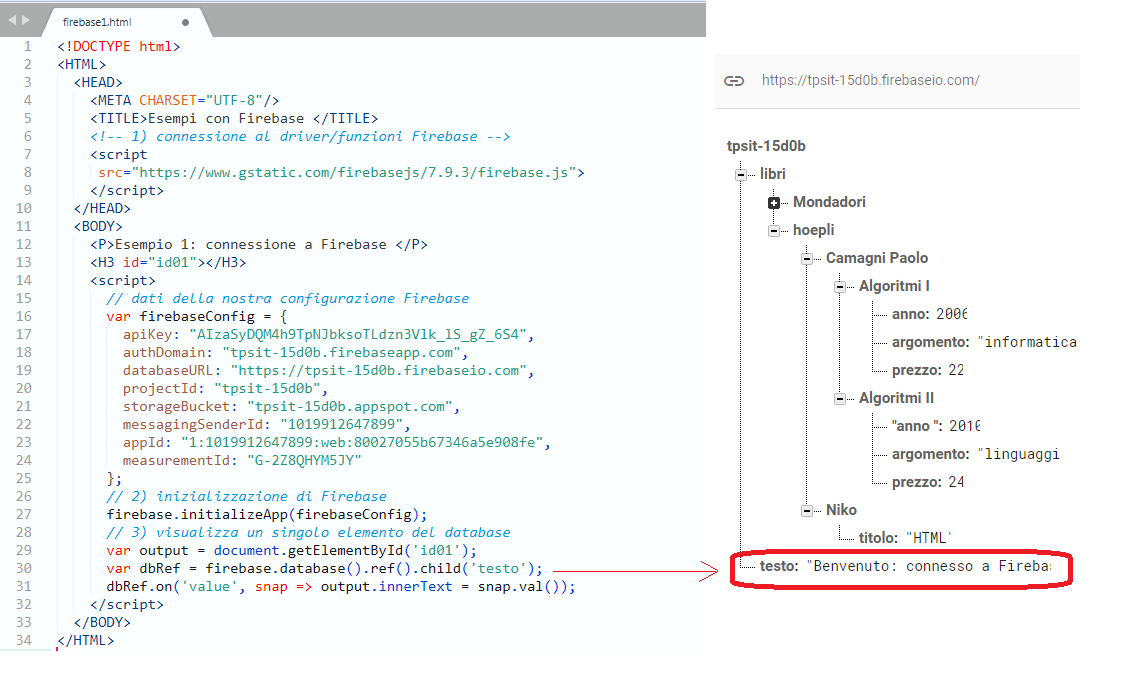 firebase1.html
1 <!DOCTYPE html>
2 <HTML>
3 <HEAD>
4 <META CHARSET="UTF-8"/>
5 <TITLE>Esempi con Firebase </TITLE>
6 <!-- 1) connessione al driver/funzioni Firebase -->
7 <script
8 src="https://www.gstatic.com/firebasejs/7.9.3/firebase.js">
9 </script>
10 </HEAD>
11 <BODY>
12 <P>Esempio 1: connessione a Firebase </P>
13 <H3 id="id01"></H3>
14 <script>
15 // dati della nostra configurazione Firebase
16 var firebaseConfig = {
17 apiKey: "AIzaSyDQM4h9TpNJbksoTLdzn3Vlk_lS_gZ_6S4",
18 authDomain: "tpsit-15d0b.firebaseapp.com",
19 databaseURL: "https://tpsit-15d0b.firebaseio.com",
20 projectId: "tpsit-15d0b",
21 storageBucket: "tpsit-15d0b.appspot.com",
22 messagingSenderId: "1019912647899",
23 appId: "1:1019912647899:web:80027055b67346a5e908fe",
24 measurementId: "G-2Z8QHYM5JY"
25 };
26 // 2) inizializzazione di Firebase
27 firebase.initializeApp(firebaseConfig);
28 // 3) visualizza un singolo elemento del database
29 var output = document.getElementById('id01');
30 var dbRef = firebase.database().ref().child('testo');
31 dbRef.on('value', snap => output.innerText = snap.val());
32 </script>
33 </BODY>
34 </HTML>
https://tpsit-15d0b.firebaseio.com/
tpsit-15d0b
libri
Mondadori
hoepli
Camagni Paolo
Algoritmi I
anno: 2006
argomento: "informatica
prezzo: 22
Algoritmi II
"anno ": 2010
argomento: "linguaggi
prezzo: 24
Niko
titolo: "HTML"
testo: "Benvenuto: connesso a Fireba